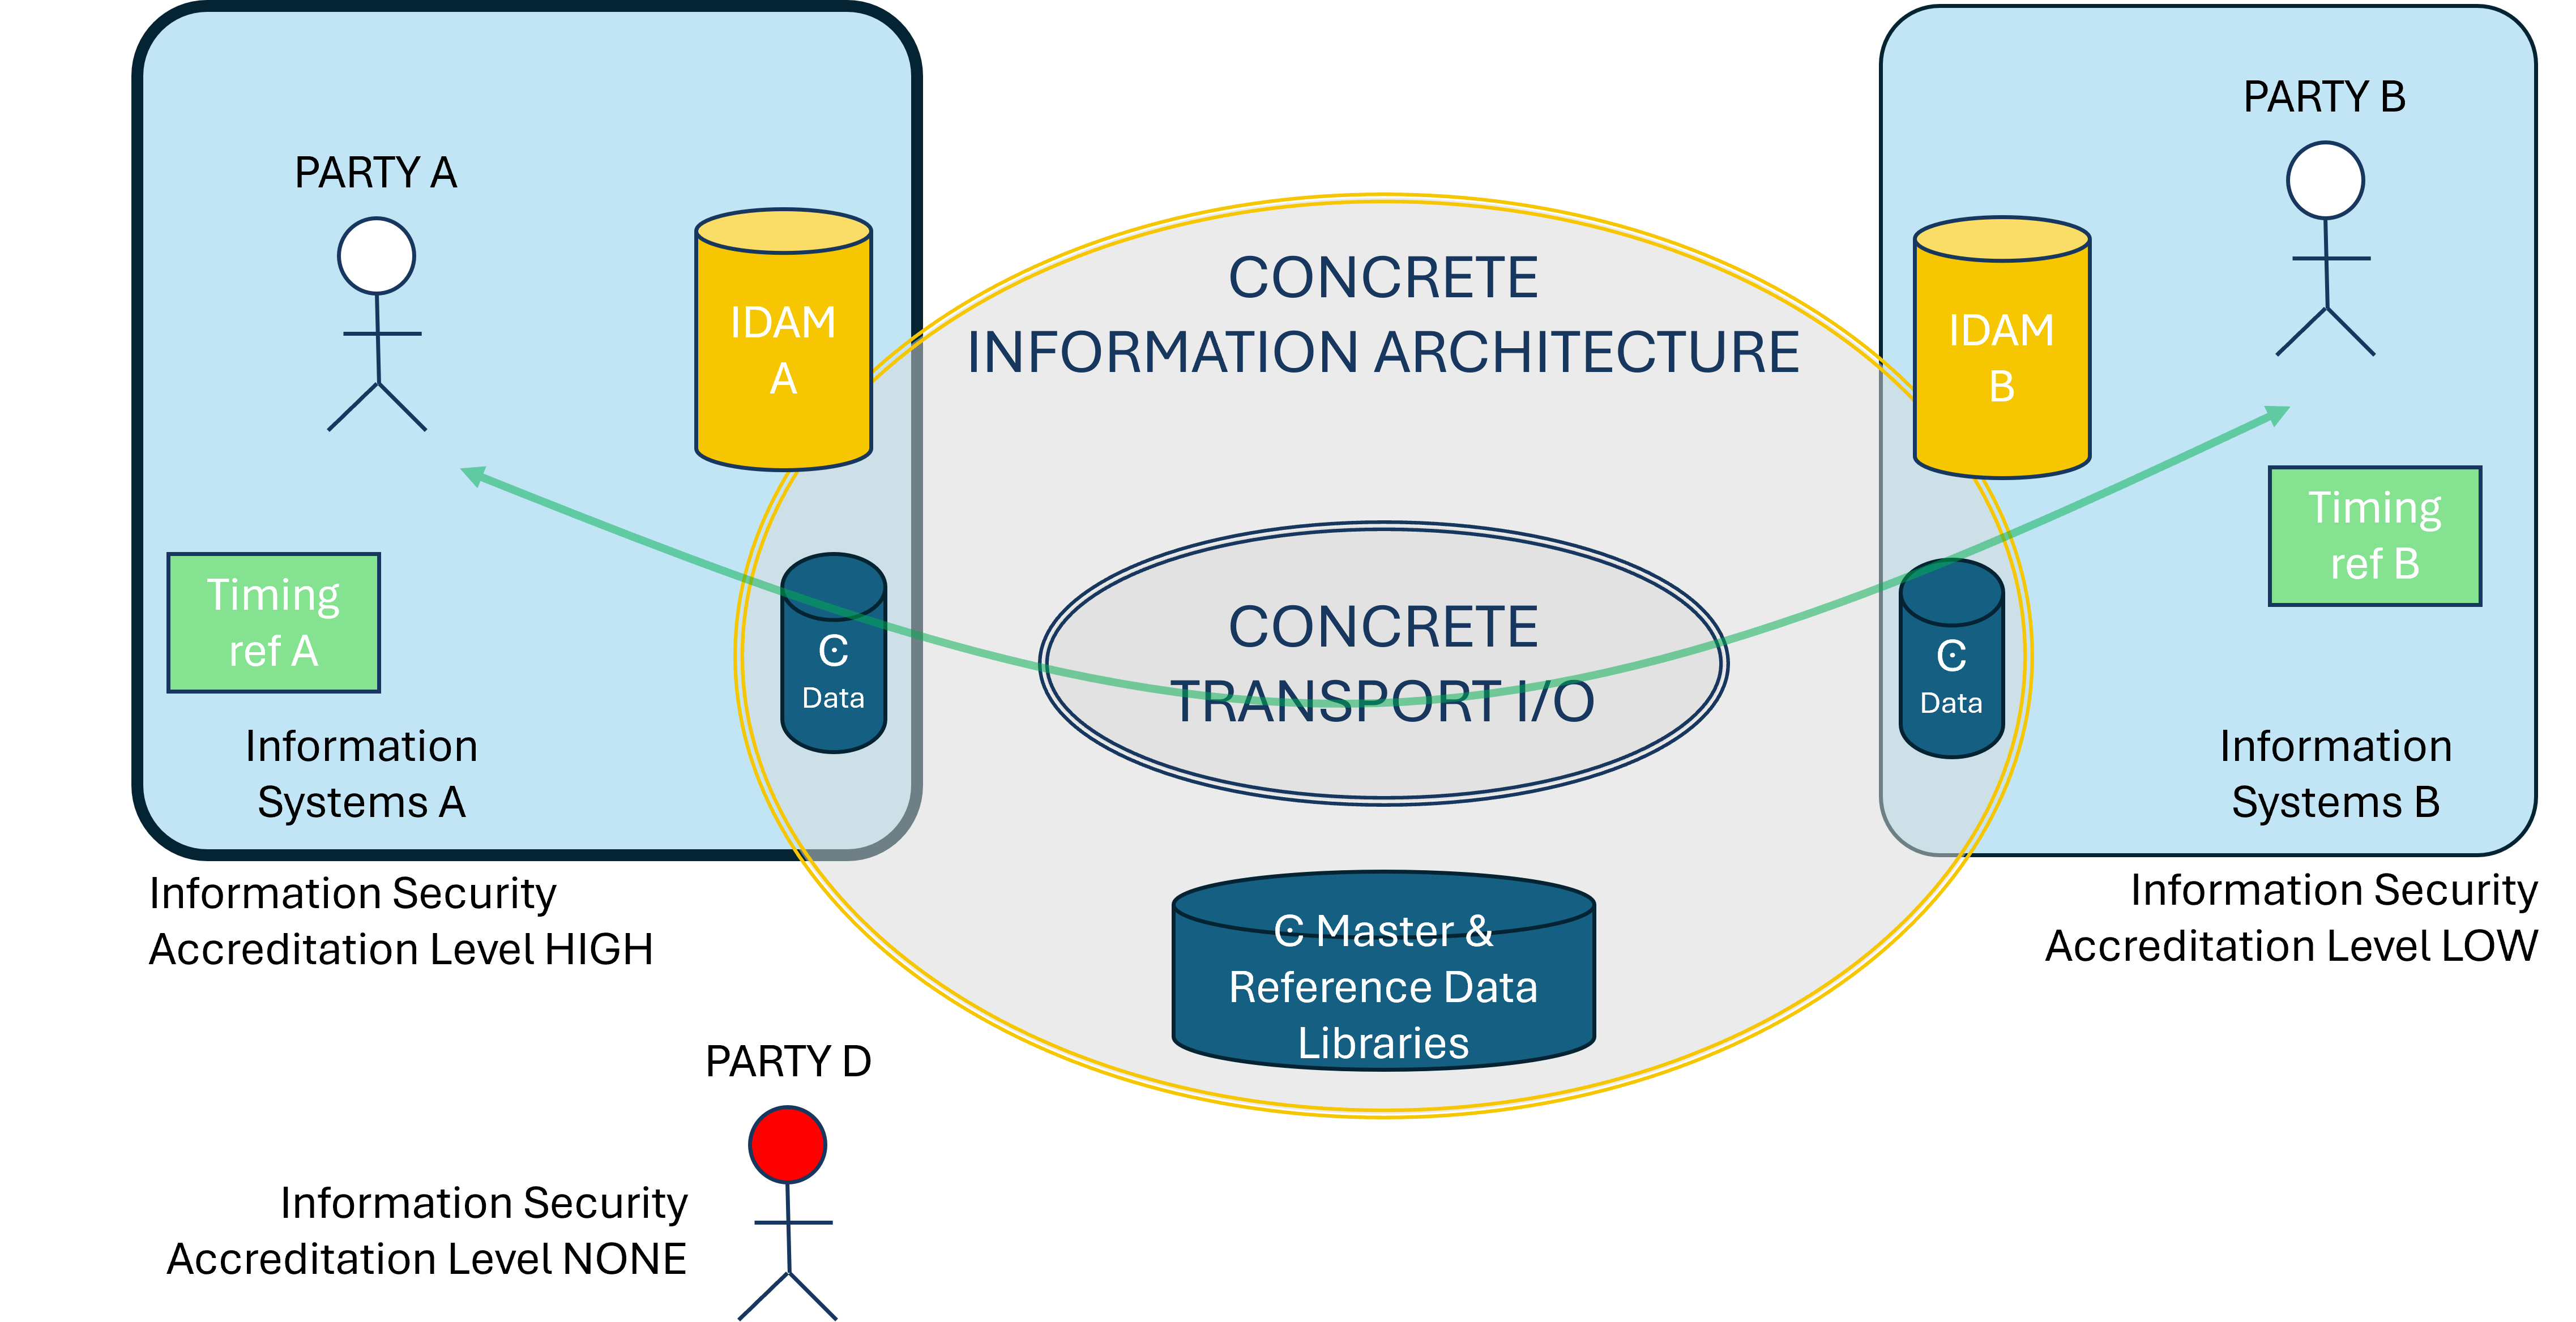 PARTY A
IDAM
A
Timing
ref A
Ͼ
Data
Information
Systems A
Information Security
Accreditation Level HIGH
CONCRETE
INFORMATION ARCHITECTURE
CONCRETE
TRANSPORT I/O
Ͼ Master &
Reference Data
Libraries
PARTY B
IDAM
B
Timing
ref B
Ͼ
Data
Information
Systems B
Information Security
Accreditation Level LOW
PARTY D
Information Security
Accreditation Level NONE